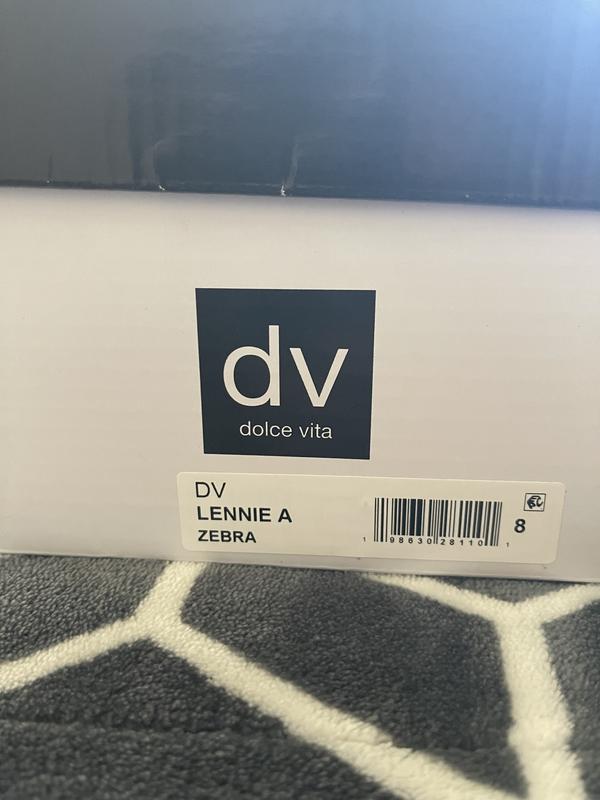 dv
dolce vita
DV
LENNIE A
ZEBRA
8
1 98630 28110 1